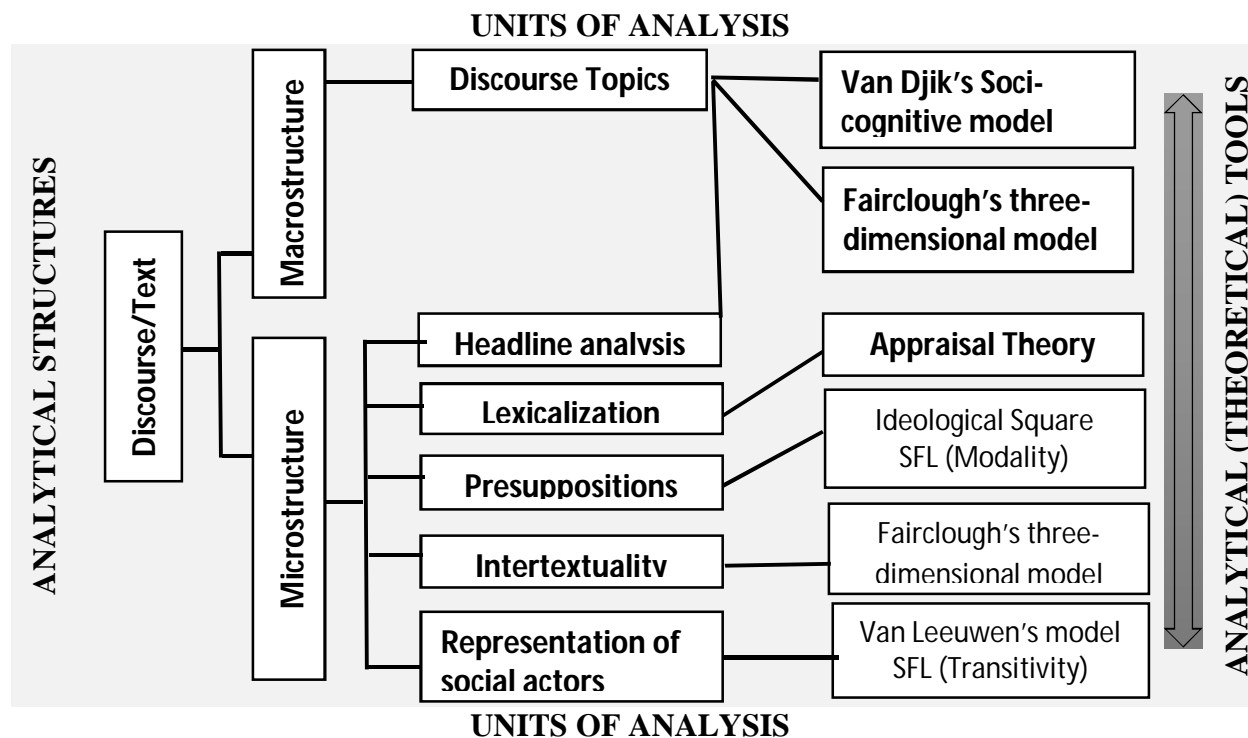 UNITS OF ANALYSIS
ANALYTICAL STRUCTURES
Discourse/Text
Macrostructure
Microstructure
Discourse Topics
Headline analysis
Lexicalization
Presuppositions
Intertextuality
Representation of
social actors
Van Djik’s Soci-
cognitive model
Fairclough’s three-
dimensional model
Appraisal Theory
Ideological Square
SFL (Modality)
Fairclough’s three-
dimensional model
Van Leeuwen’s model
SFL (Transitivity)
ANALYTICAL (THEORETICAL) TOOLS
UNITS OF ANALYSIS